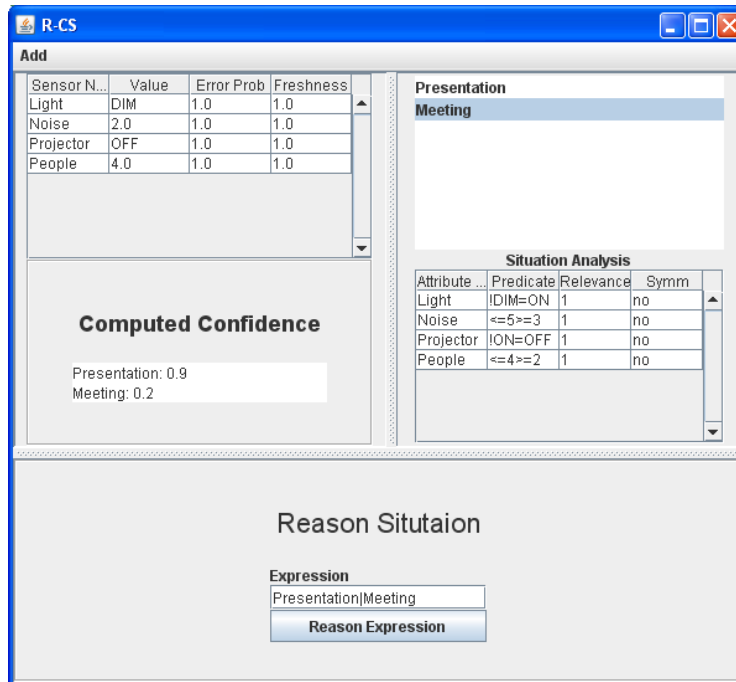 R-CS
Add
Sensor N... Value Error Prob Freshness
Light DIM 1.0 1.0
Noise 2.0 1.0 1.0
Projector OFF 1.0 1.0
People 4.0 1.0 1.0
Computed Confidence
Presentation: 0.9
Meeting: 0.2
Presentation
Meeting
Situation Analysis
Attribute ... Predicate Relevance Symm
Light !DIM=ON 1 no
Noise <=5>=3 1 no
Projector !ON=OFF 1 no
People <=4>=2 1 no
Reason Situtaion
Expression
Presentation|Meeting
Reason Expression